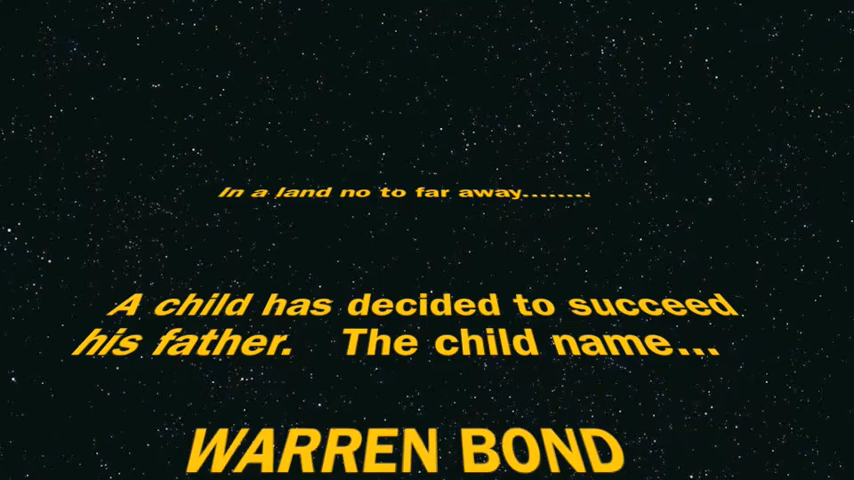 In a land no to far away........
A child has decided to succeed
his father. The child name...
WARREN BOND